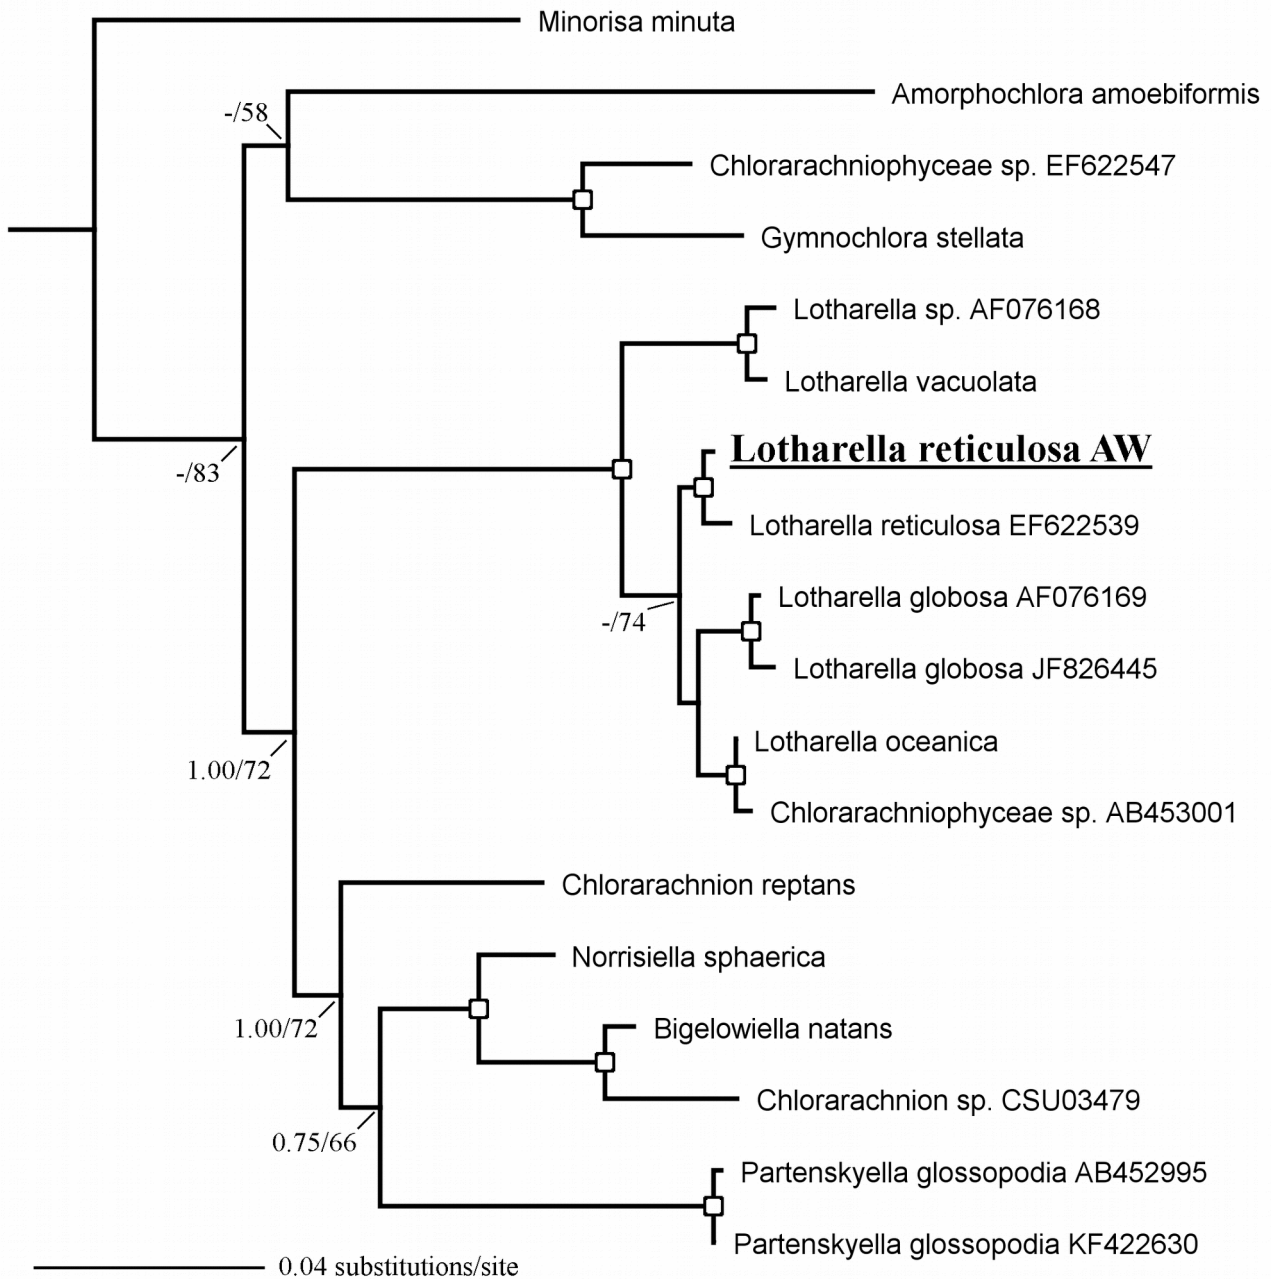 Minorisa minuta
Amorphochlora amoebiformis
-/58
Chlorarachniophyceae sp. EF622547
Gymnochlora stellata
Lotharella sp. AF076168
Lotharella vacuolata
Lotharella reticulosa AW
-/83
Lotharella reticulosa EF622539
Lotharella globosa AF076169
-/74
Lotharella globosa JF826445
Lotharella oceanica
1.00/72
Chlorarachniophyceae sp. AB453001
Chlorarachnion reptans
Norrisiella sphaerica
1.00/72
Bigelowiella natans
Chlorarachnion sp. CSU03479
0.75/66
Partenskyella glossopodia AB452995
Partenskyella glossopodia KF422630
0.04 substitutions/site